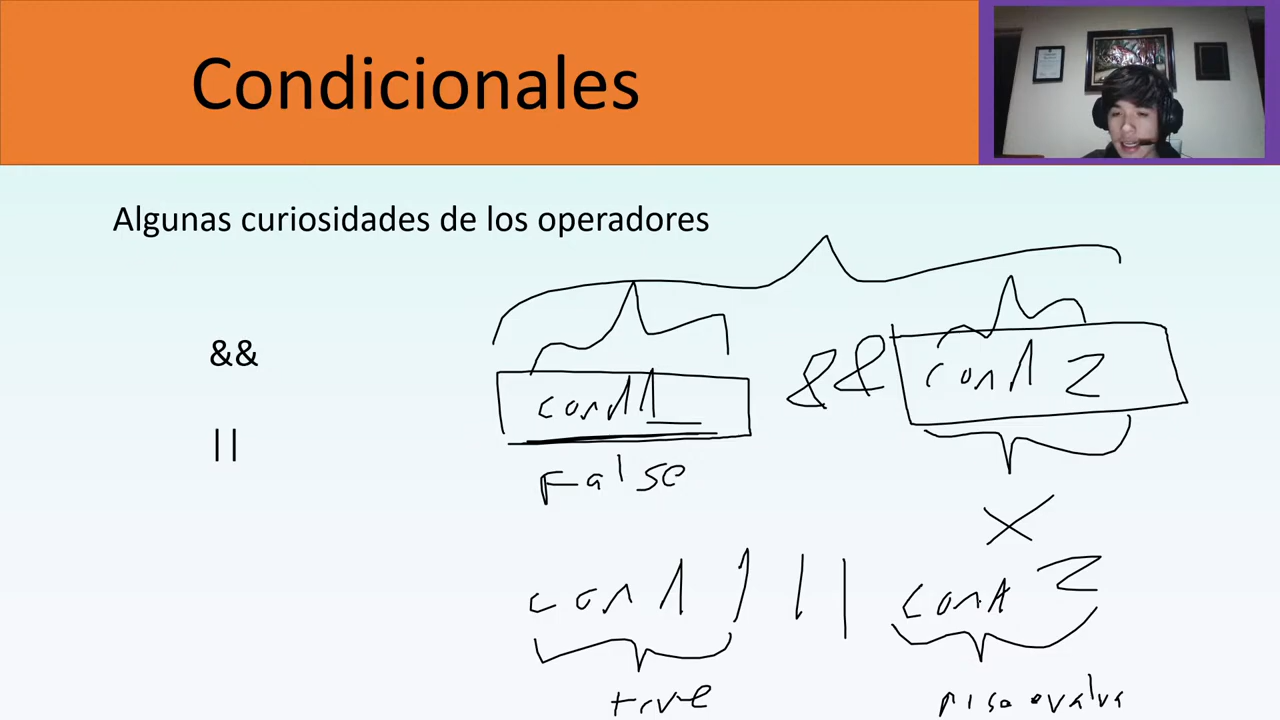 Condicionales
Algunas curiosidades de los operadores
&&
||
cond1 && cond 2
False
cond 1 || cond 2
true